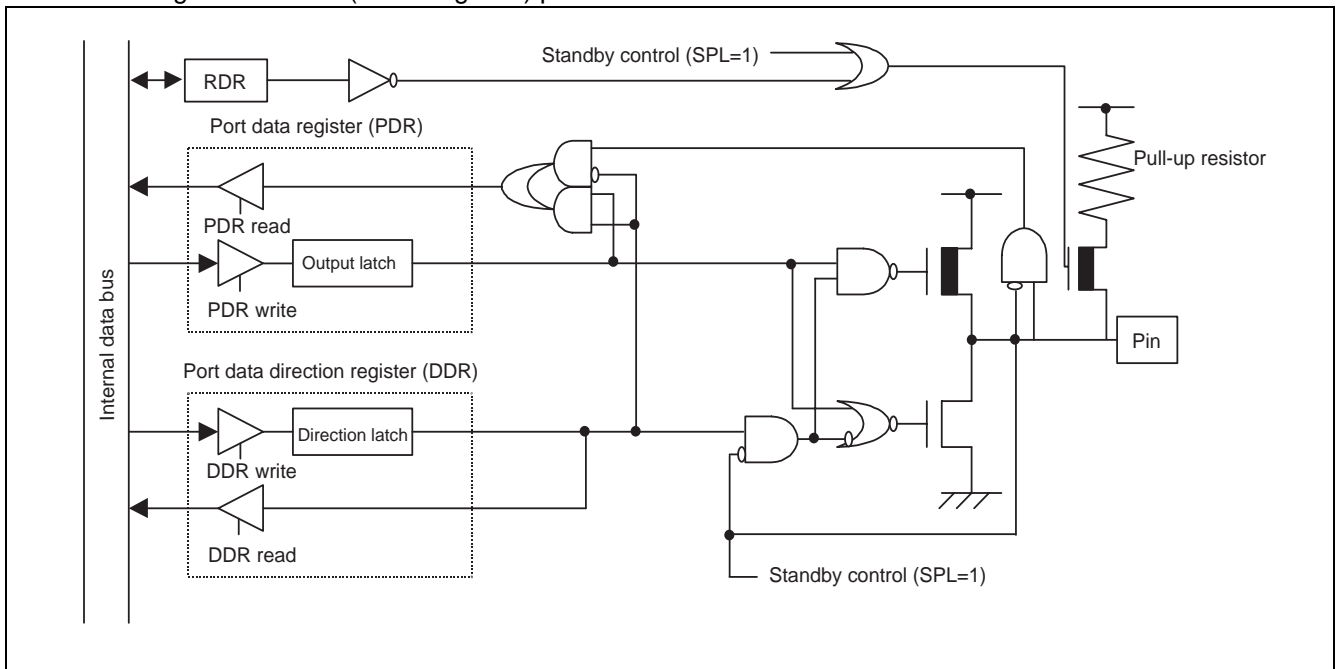 Standby control (SPL=1)
RDR
Port data register (PDR)
Pull-up resistor
PDR read
Output latch
PDR write
Internal data bus
Pin
Port data direction register (DDR)
Direction latch
DDR write
DDR read
Standby control (SPL=1)